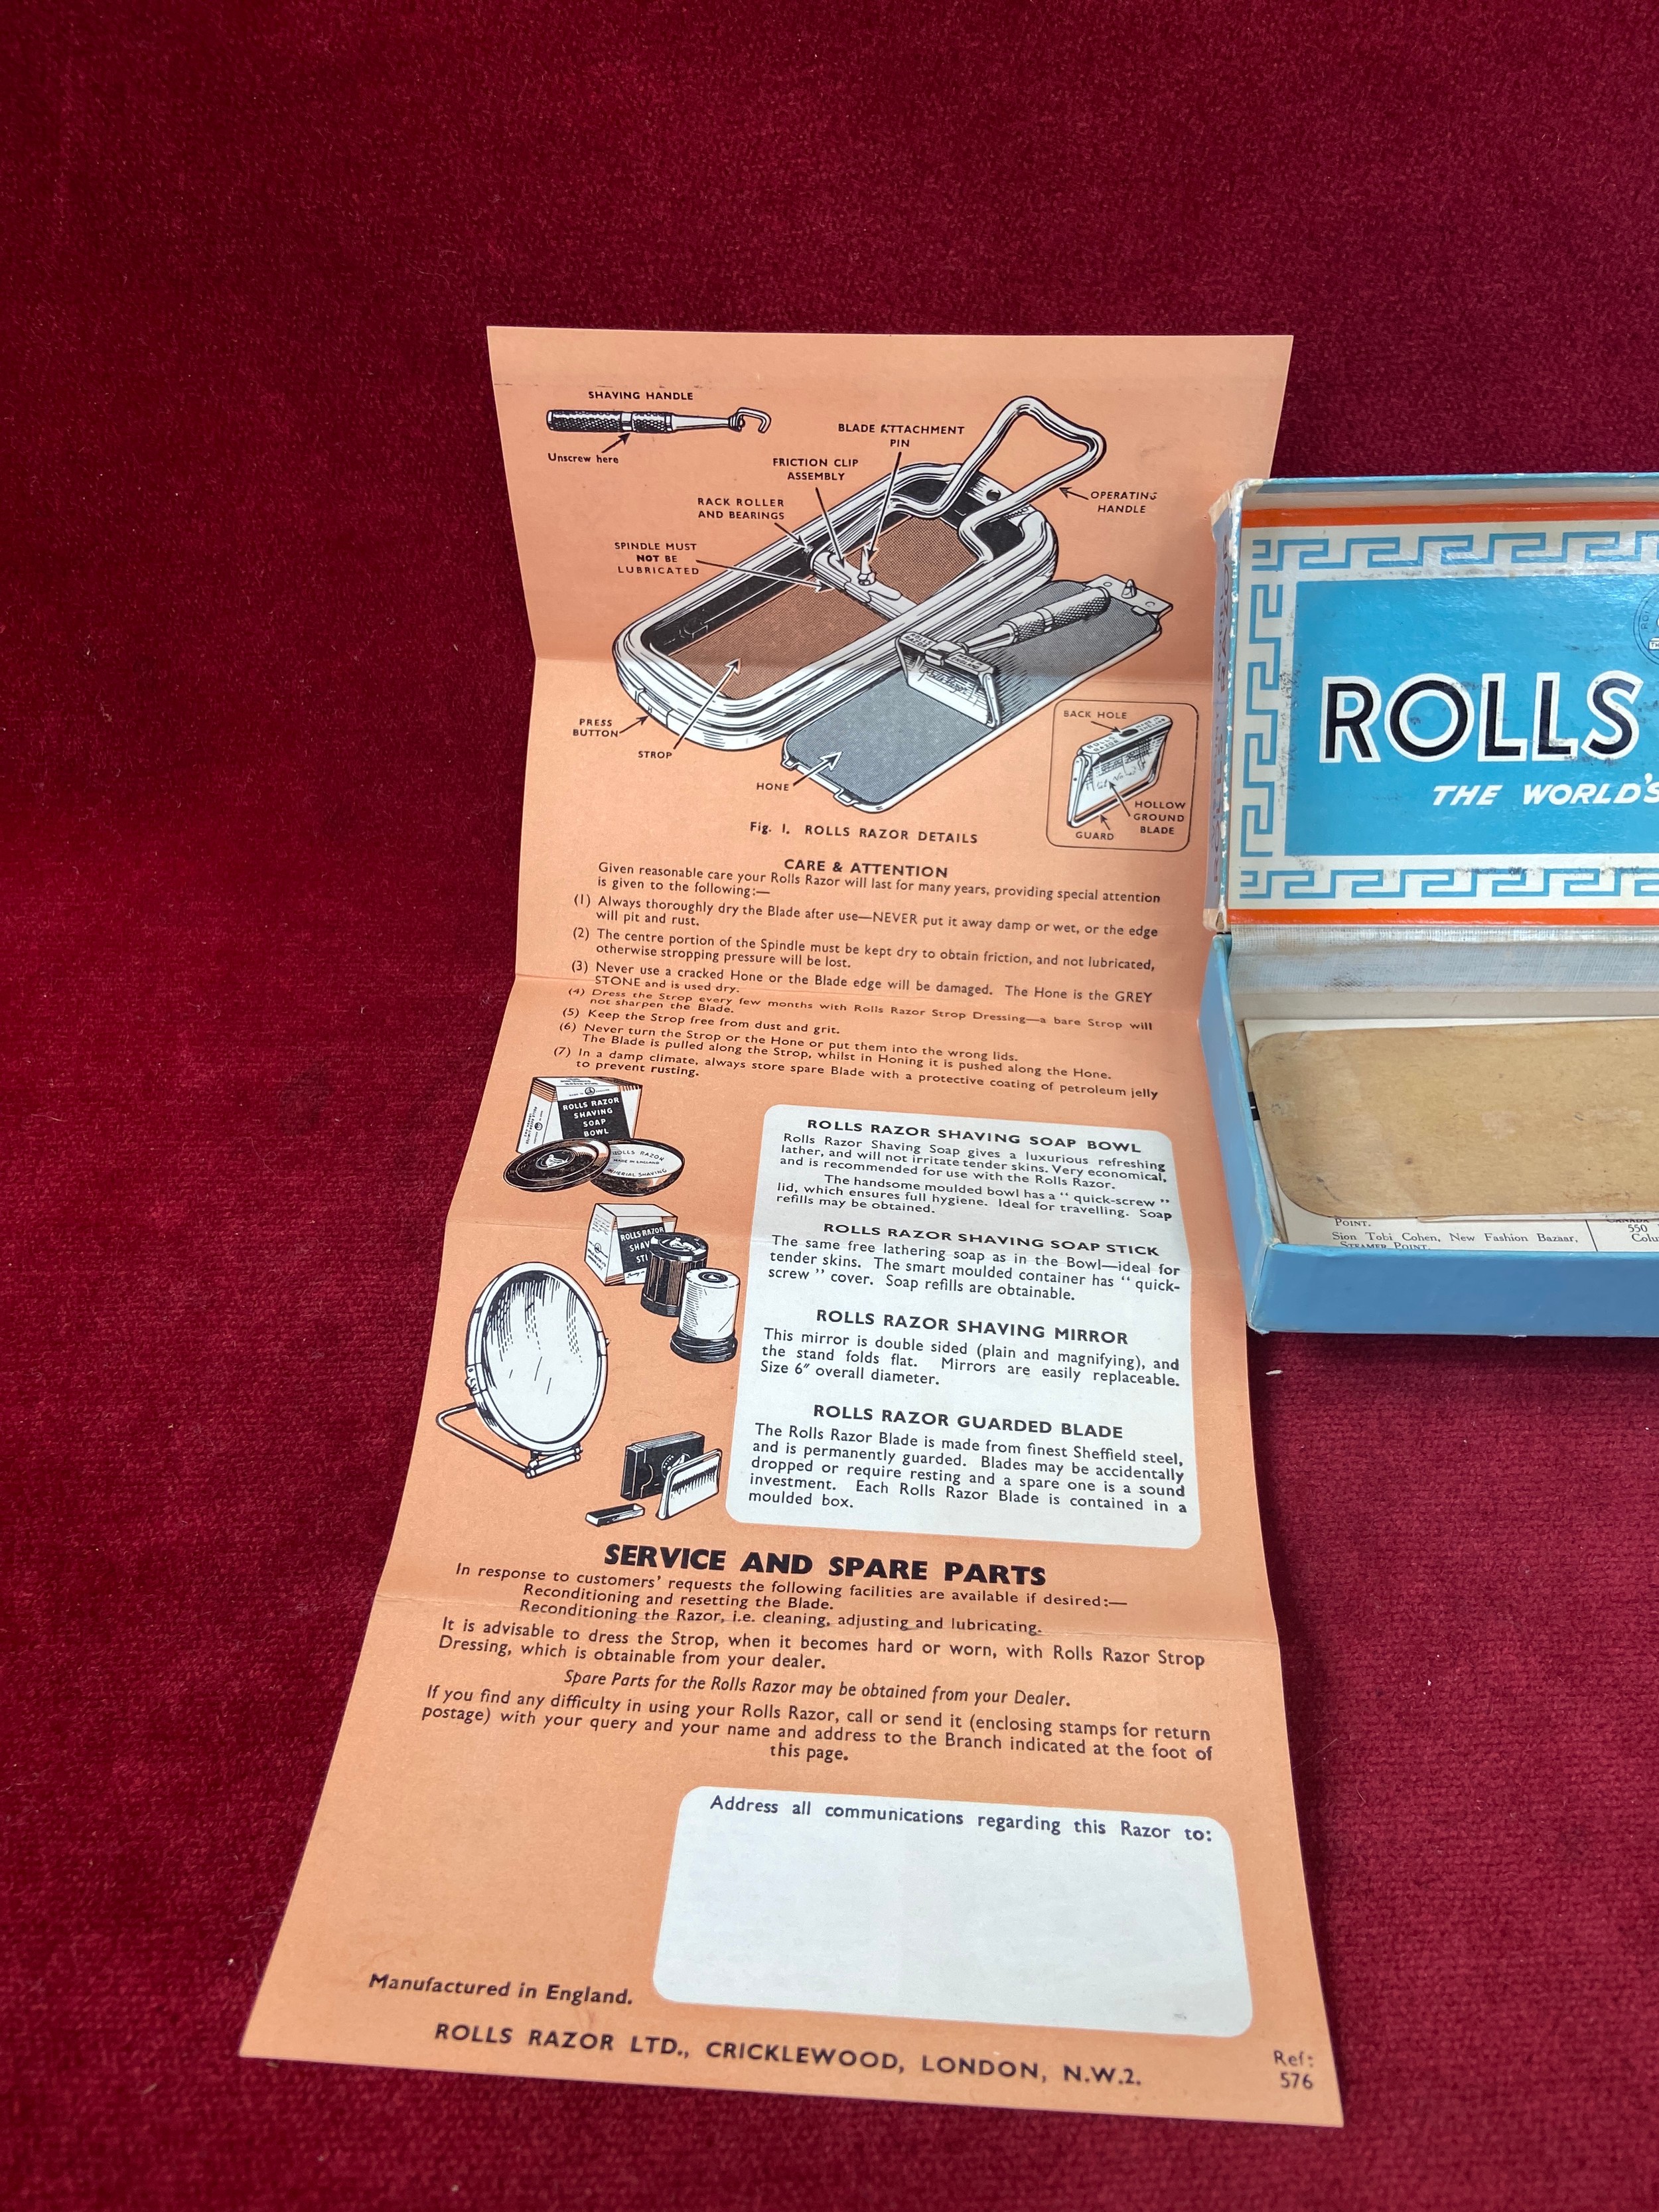 SHAVING HANDLE
Unscrew here
BLADE ATTACHMENT
PIN
FRICTION CLIP
ASSEMBLY
RACK ROLLER
AND BEARINGS
OPERATING
HANDLE
SPINDLE MUST
NOT BE
LUBRICATED
PRESS
BUTTON
STROP
HONE
BACK HOLE
HOLLOW
GROUND
BLADE
GUARD
Fig. 1. ROLLS RAZOR DETAILS
CARE & ATTENTION
Given reasonable care your Rolls Razor will last for many years, providing special attention
is given to the following:—
(1) Always thoroughly dry the Blade after use—NEVER put it away damp or wet, or the edge
will pit and rust.
(2) The centre portion of the Spindle must be kept dry to obtain friction, and not lubricated,
otherwise stropping pressure will be lost.
(3) Never use a cracked Hone or the Blade edge will be damaged. The Hone is the GREY
STONE and is used dry.
(4) Dress the Strop every few months with Rolls Razor Strop Dressing—a bare Strop will
not sharpen the Blade.
(5) Keep the Strop free from dust and grit.
(6) Never turn the Strop or the Hone or put them into the wrong lids.
The Blade is pulled along the Strop, whilst in Honing it is pushed along the Hone.
(7) In a damp climate, always store spare Blade with a protective coating of petroleum jelly
to prevent rusting.
ROLLS RAZOR
SHAVING
SOAP
BOWL
ROLLS RAZOR
MADE IN ENGLAND
IMPERIAL SHAVING
ROLLS RAZOR
ROLLS RAZOR SHAVING SOAP BOWL
Rolls Razor Shaving Soap gives a luxurious refreshing
lather, and will not irritate tender skins. Very economical,
and is recommended for use with the Rolls Razor.
The handsome moulded bowl has a " quick-screw "
lid, which ensures full hygiene. Ideal for travelling. Soap
refills may be obtained.
ROLLS RAZOR SHAVING SOAP STICK
The same free lathering soap as in the Bowl—ideal for
tender skins. The smart moulded container has " quick-
screw " cover. Soap refills are obtainable.
ROLLS RAZOR SHAVING MIRROR
This mirror is double sided (plain and magnifying), and
the stand folds flat. Mirrors are easily replaceable.
Size 6″ overall diameter.
ROLLS RAZOR GUARDED BLADE
The Rolls Razor Blade is made from finest Sheffield steel,
and is permanently guarded. Blades may be accidentally
dropped or require resting and a spare one is a sound
investment. Each Rolls Razor Blade is contained in a
moulded box.
SERVICE AND SPARE PARTS
In response to customers' requests the following facilities are available if desired:—
Reconditioning and resetting the Blade.
Reconditioning the Razor, i.e. cleaning, adjusting and lubricating.
It is advisable to dress the Strop, when it becomes hard or worn, with Rolls Razor Strop
Dressing, which is obtainable from your dealer.
Spare Parts for the Rolls Razor may be obtained from your Dealer.
If you find any difficulty in using your Rolls Razor, call or send it (enclosing stamps for return
postage) with your query and your name and address to the Branch indicated at the foot of
this page.
Address all communications regarding this Razor to:
Manufactured in England.
ROLLS RAZOR LTD., CRICKLEWOOD, LONDON, N.W.2.
Ref:
576
ROLLS
THE WORLD'S
POINT.
Sion Tobi Cohen, New Fashion Bazaar,
STEAMER POINT.
CANADA
550